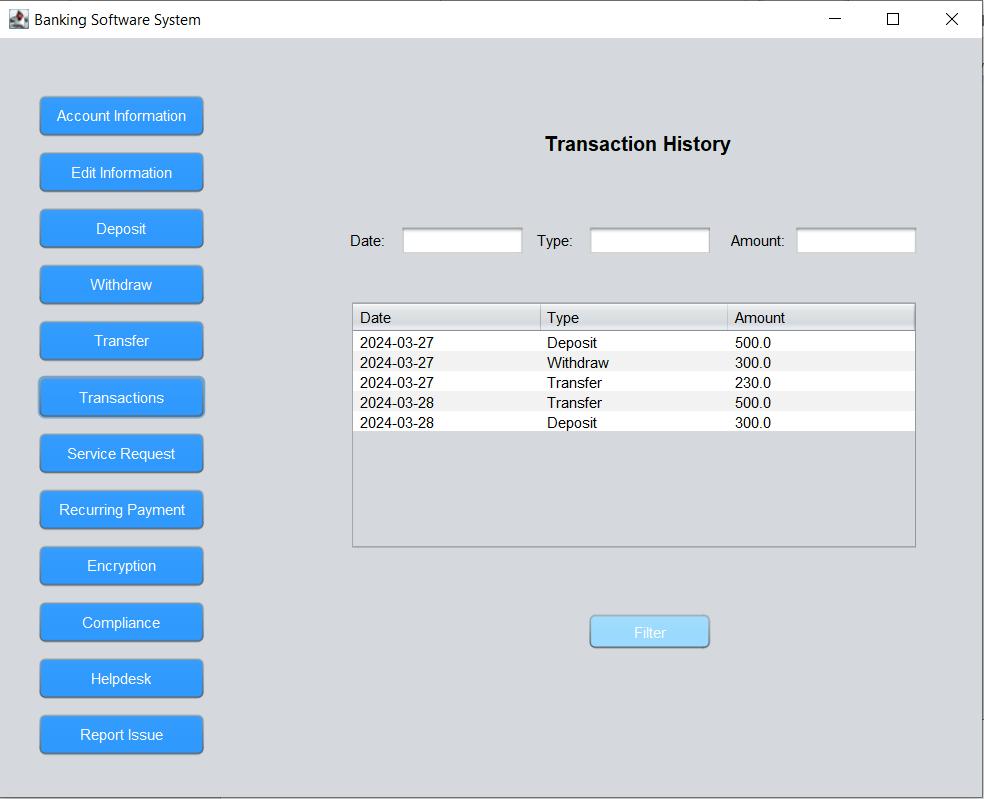 Banking Software System
Account Information
Edit Information
Deposit
Withdraw
Transfer
Transactions
Service Request
Recurring Payment
Encryption
Compliance
Helpdesk
Report Issue
Transaction History
Date: Type: Amount:
Date Type Amount
2024-03-27 Deposit 500.0
2024-03-27 Withdraw 300.0
2024-03-27 Transfer 230.0
2024-03-28 Transfer 500.0
2024-03-28 Deposit 300.0
Filter